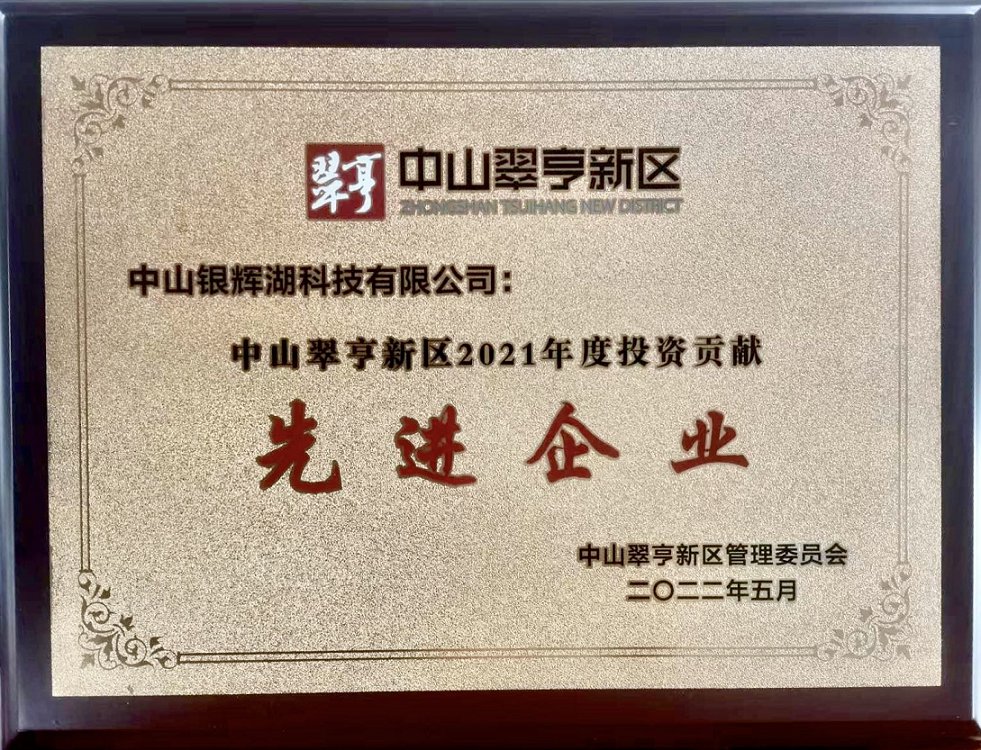 翠亨 中山翠亨新区
ZHONGSHAN TSUIHANG NEW DISTRICT
中山银辉湖科技有限公司：
中山翠亨新区2021年度投资贡献
先进企业
中山翠亨新区管理委员会
二〇二二年五月